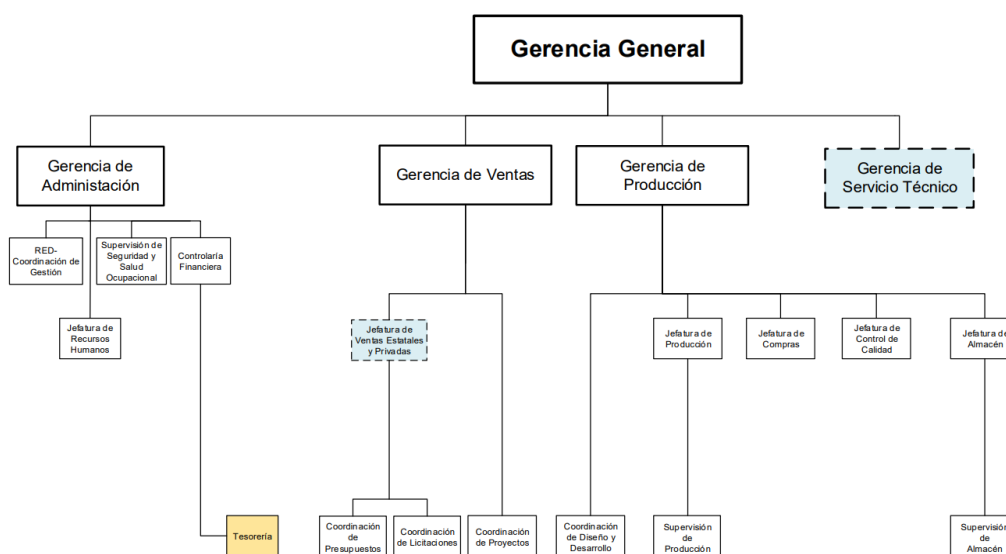 Gerencia General
Gerencia de
Administación
Gerencia de Ventas
Gerencia de
Producción
Gerencia de
Servicio Técnico
RED-
Coordinación de
Gestión
Supervisión de
Seguridad y
Salud
Ocupacional
Controlaría
Financiera
Jefatura de
Recursos
Humanos
Jefatura de
Ventas Estatales
y Privadas
Jefatura de
Producción
Jefatura de
Compras
Jefatura de
Control de
Calidad
Jefatura de
Almacén
Tesorería
Coordinación
de
Presupuestos
Coordinación
de Licitaciones
Coordinación
de Proyectos
Coordinación
de Diseño y
Desarrollo
Supervisión
de
Producción
Supervisión
de
Almacén